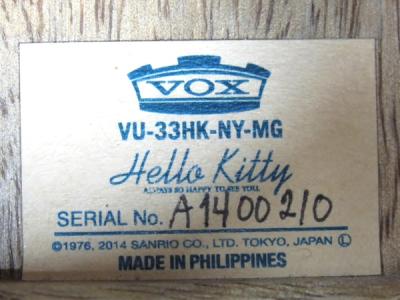 VOX
VU-33HK-NY-MG
Hello Kitty
ALWAYS SO HAPPY TO SEE YOU.
SERIAL No. A1400210
©1976, 2014 SANRIO CO., LTD. TOKYO, JAPAN Ⓛ
MADE IN PHILIPPINES